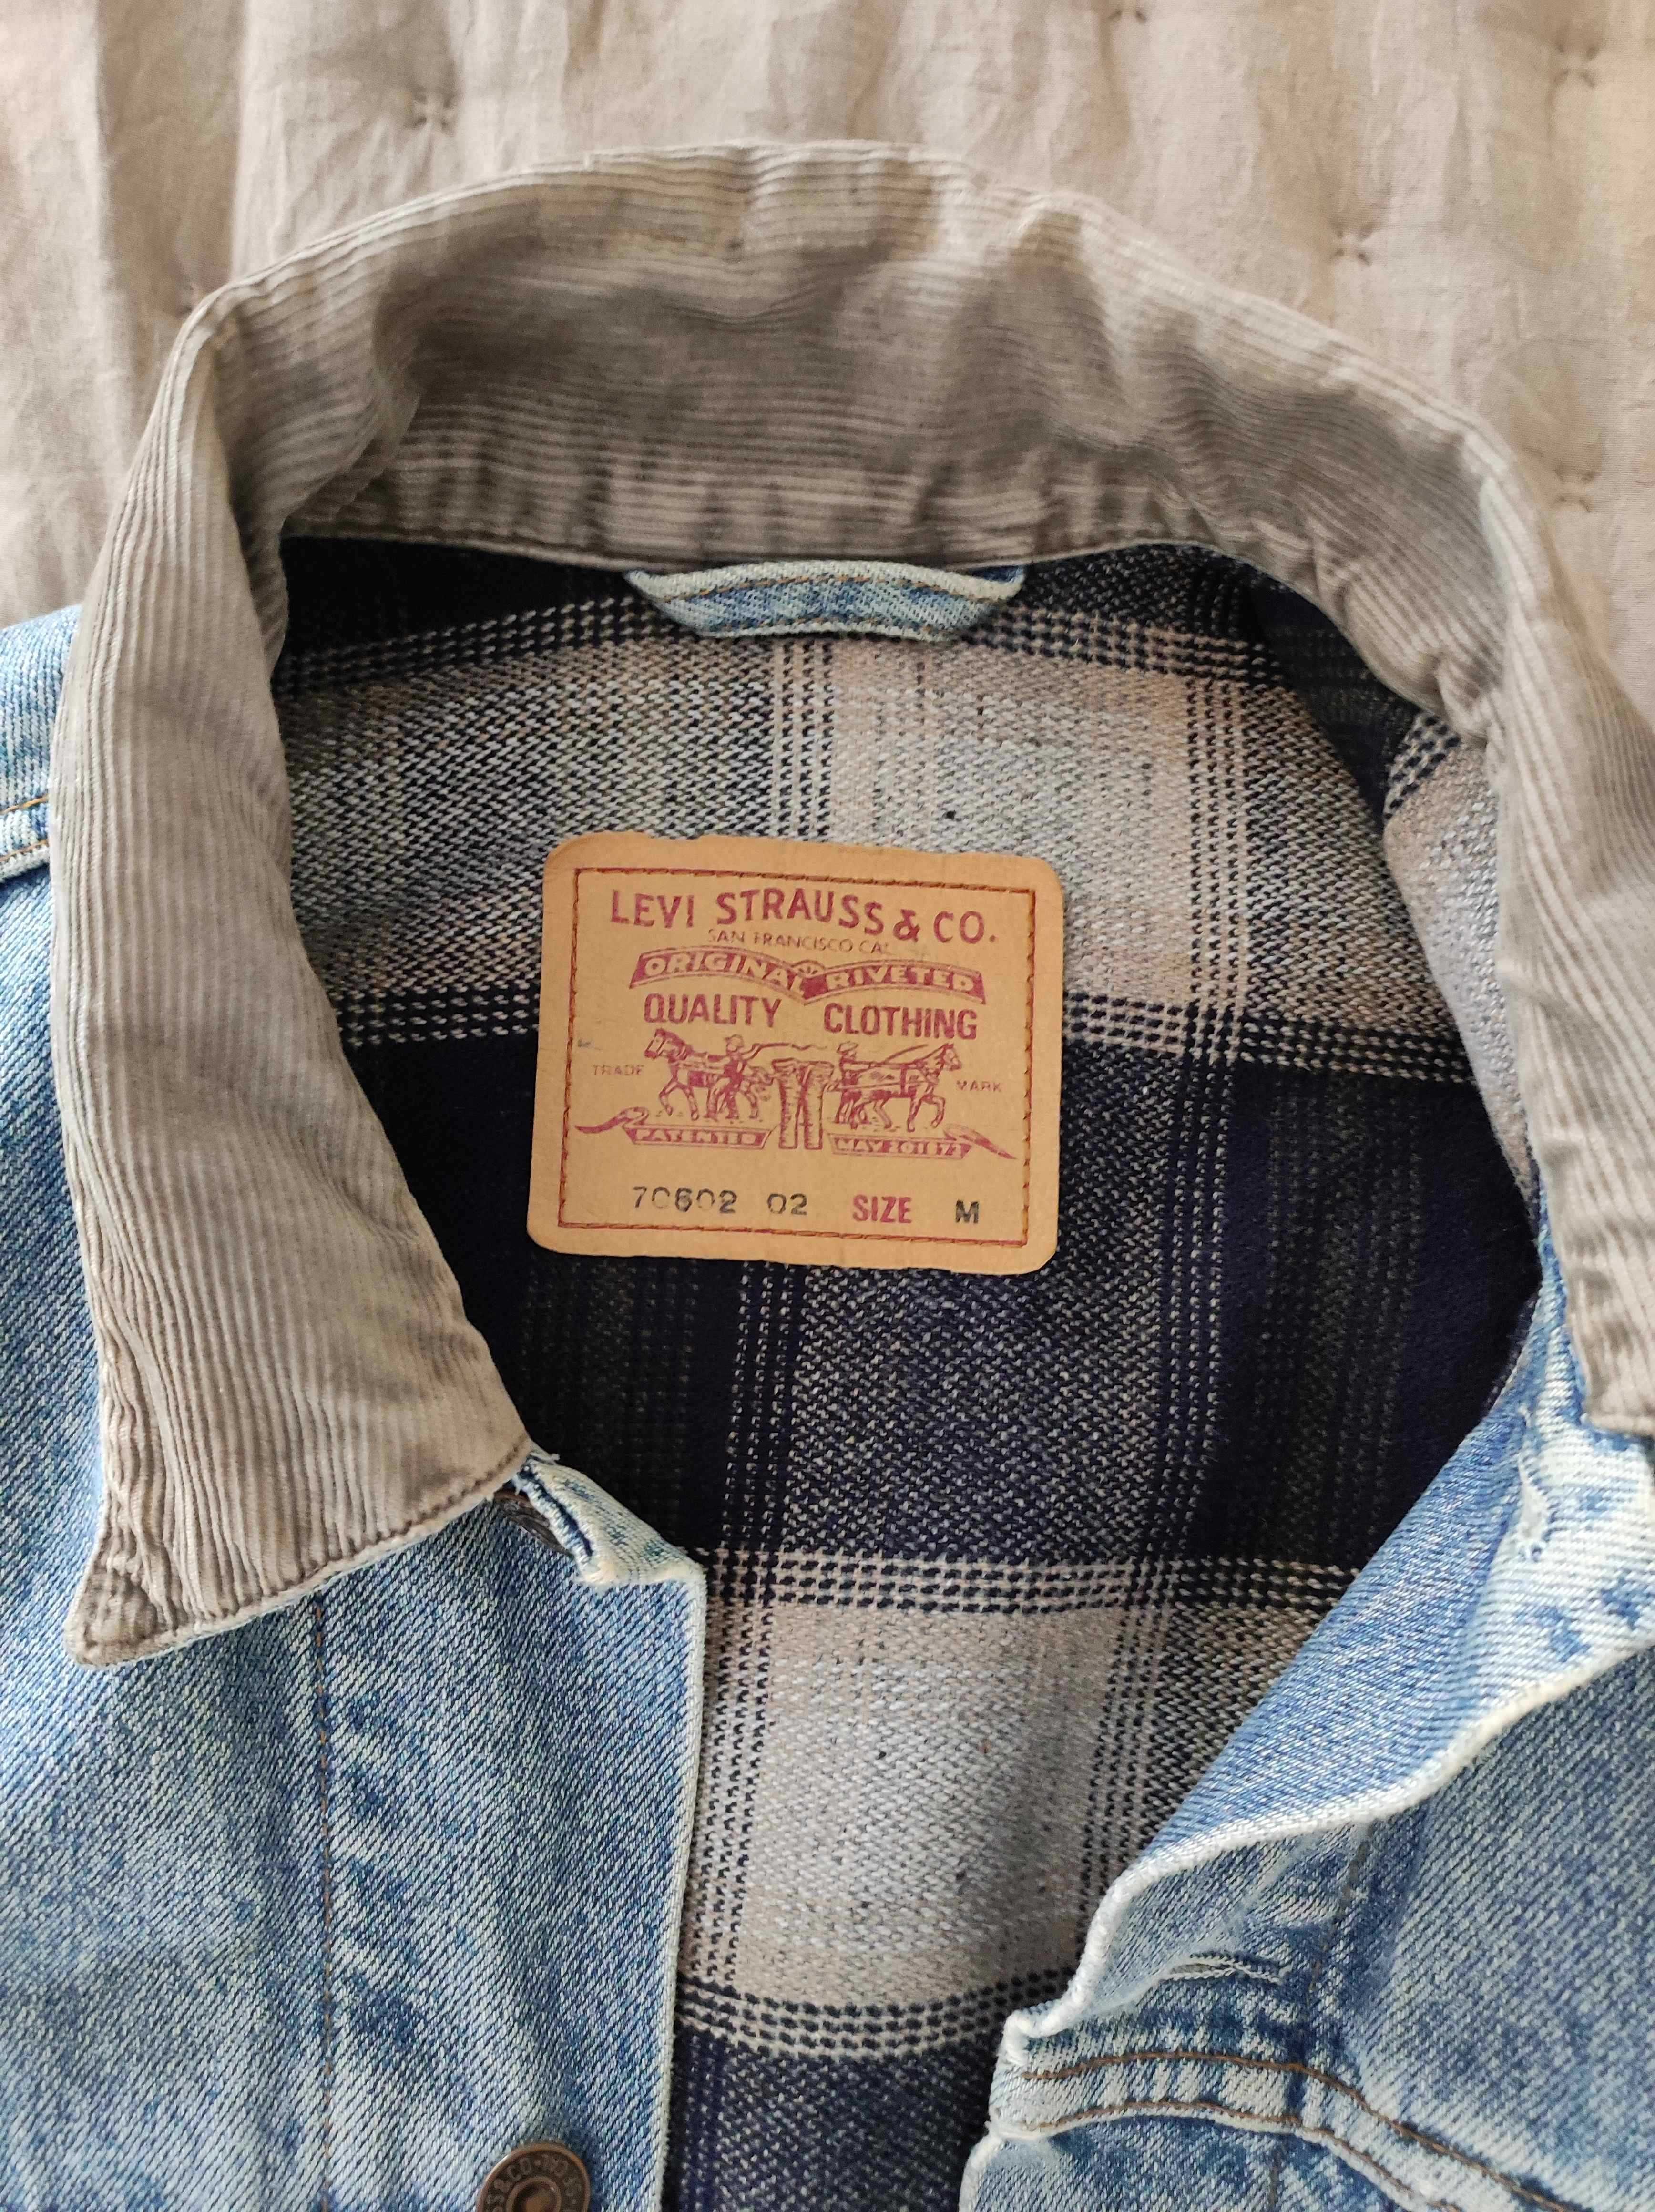 LEVI STRAUSS & CO.
SAN FRANCISCO CAL
ORIGINAL RIVETED
QUALITY CLOTHING
TRADE MARK
PATENTED MAY 20 1873
70602 02 SIZE M